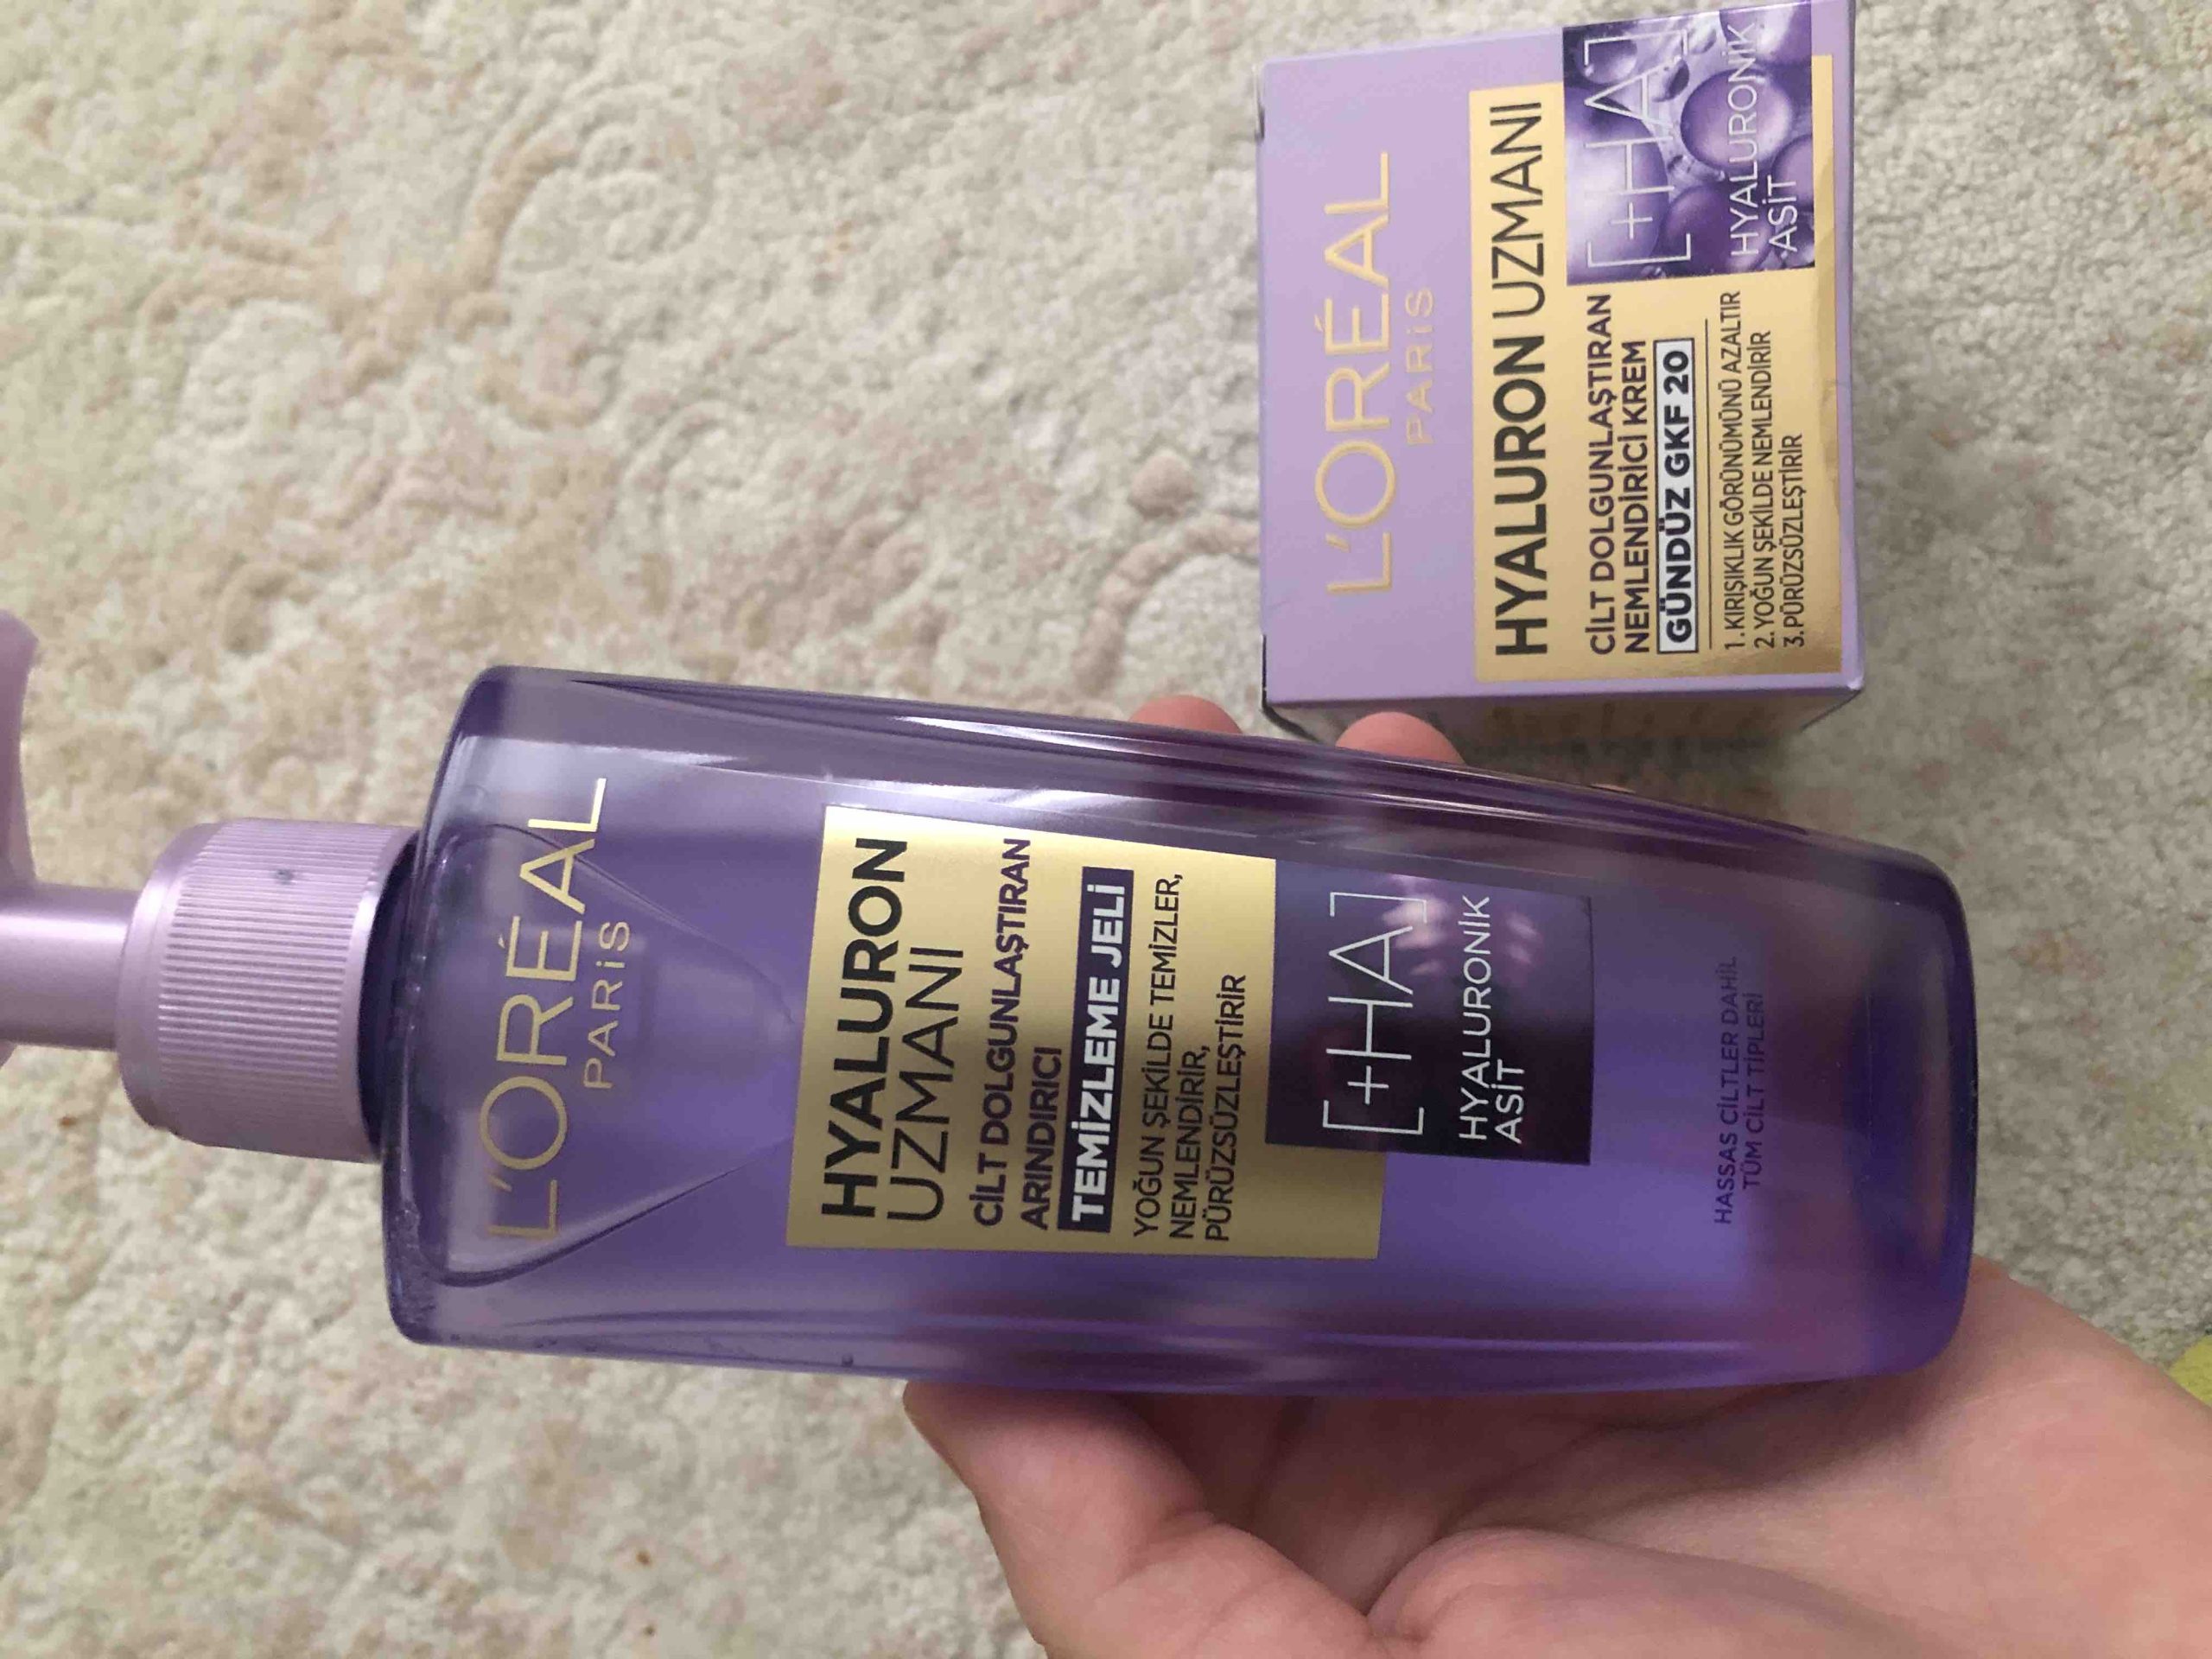 L'ORÉAL
PARİS
HYALURON
UZMANI
CİLT DOLGUNLAŞTIRAN
ARINDIRICI
TEMİZLEME JELİ
YOĞUN ŞEKİLDE TEMİZLER,
NEMLENDİRİR,
PÜRÜZSÜZLEŞTİRİR
[+HA]
HYALURONİK
ASİT
HASSAS CİLTLER DAHİL
TÜM CİLT TİPLERİ
L'ORÉAL
PARİS
HYALURON UZMANI
CİLT DOLGUNLAŞTIRAN
NEMLENDİRİCİ KREM
GÜNDÜZ GKF 20
1. KIRIŞIKLIK GÖRÜNÜMÜNÜ AZALTIR
2. YOĞUN ŞEKİLDE NEMLENDİRİR
3. PÜRÜZSÜZLEŞTİRİR
[+HA]
HYALURONİK
ASİT